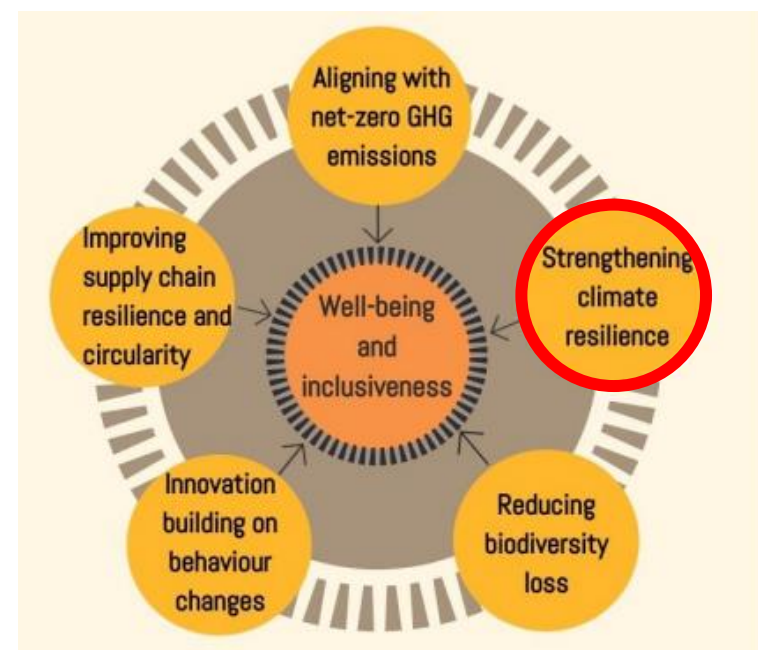 Aligning with
net-zero GHG
emissions
Strengthening
climate
resilience
Reducing
biodiversity
loss
Innovation
building on
behaviour
changes
Improving
supply chain
resilience and
circularity
Well-being
and
inclusiveness